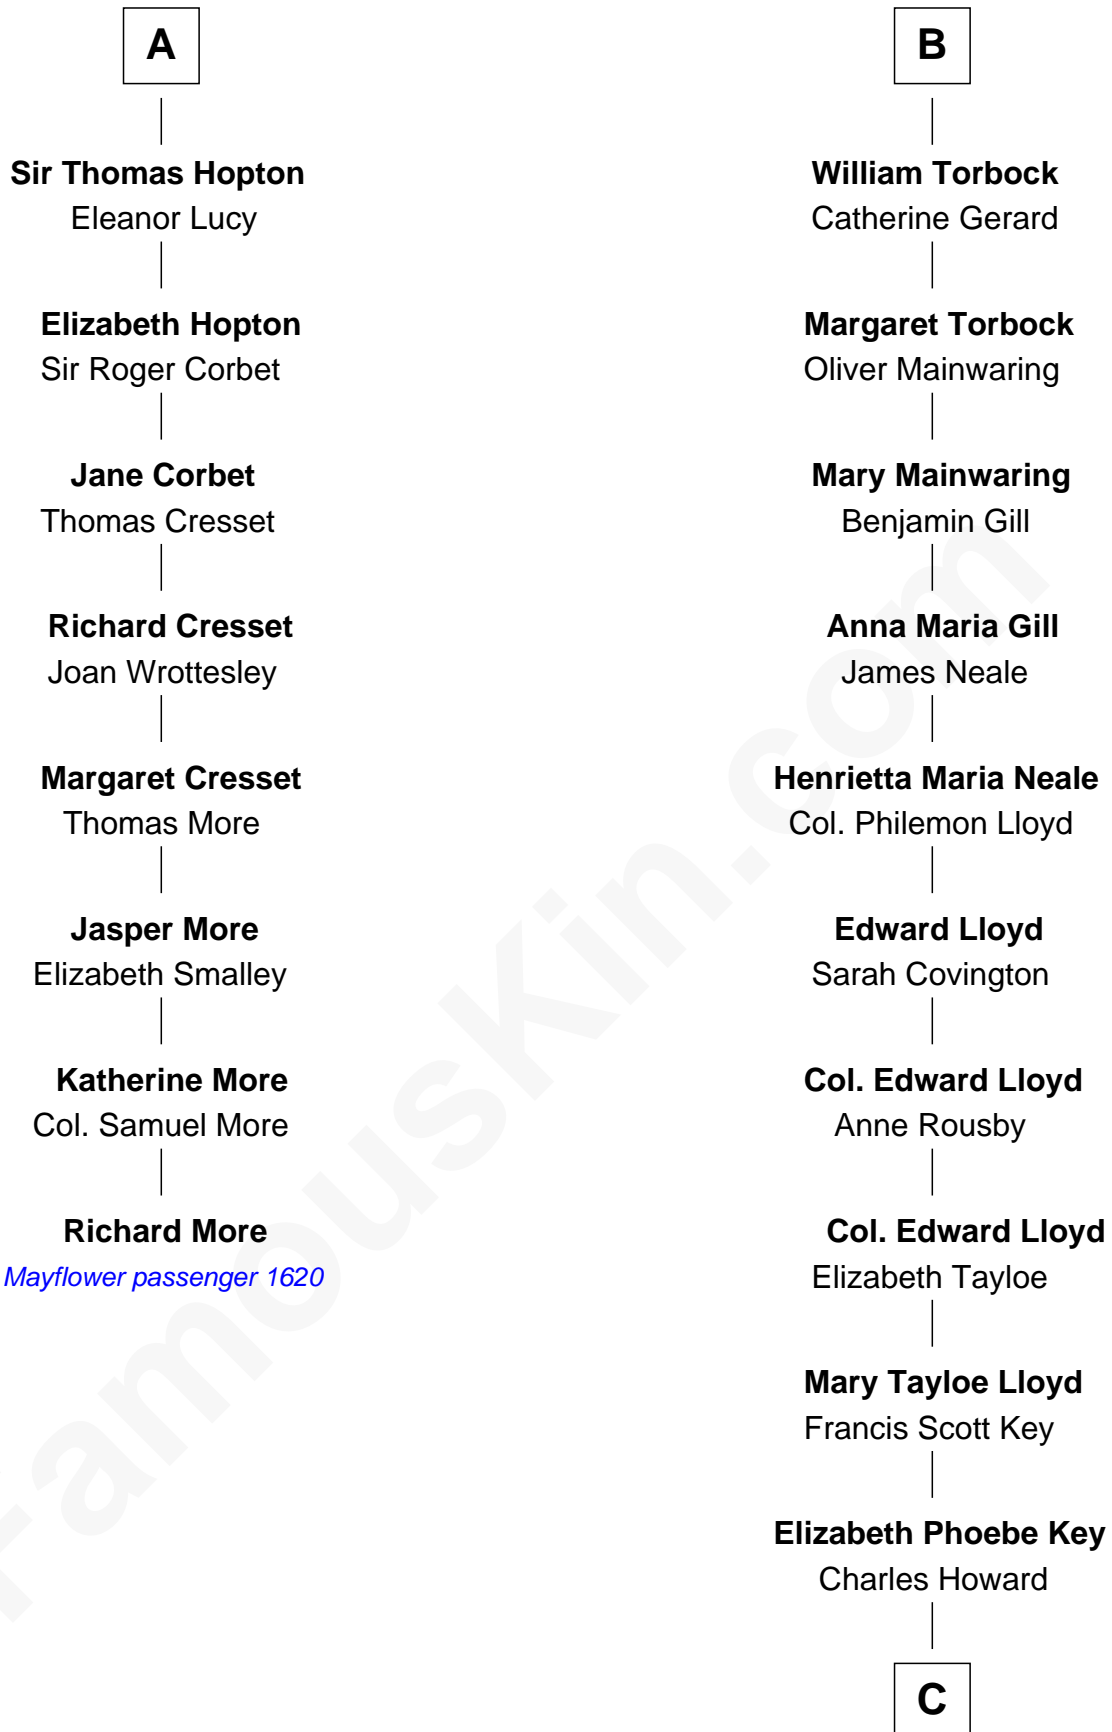 A
Sir Thomas Hopton
Eleanor Lucy
Elizabeth Hopton
Sir Roger Corbet
Jane Corbet
Thomas Cresset
Richard Cresset
Joan Wrottesley
Margaret Cresset
Thomas More
Jasper More
Elizabeth Smalley
Katherine More
Col. Samuel More
Richard More
Mayflower passenger 1620
B
William Torbock
Catherine Gerard
Margaret Torbock
Oliver Mainwaring
Mary Mainwaring
Benjamin Gill
Anna Maria Gill
James Neale
Henrietta Maria Neale
Col. Philemon Lloyd
Edward Lloyd
Sarah Covington
Col. Edward Lloyd
Anne Rousby
Col. Edward Lloyd
Elizabeth Tayloe
Mary Tayloe Lloyd
Francis Scott Key
Elizabeth Phoebe Key
Charles Howard
C
FamousKin.com